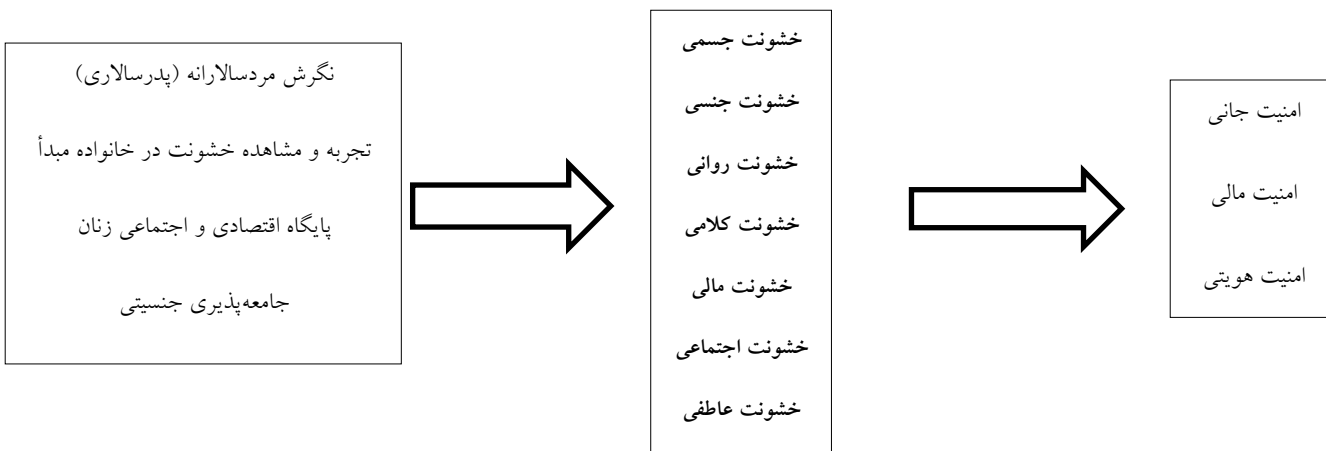 نگرش مردسالارانه (پدرسالاری)
تجربه و مشاهده خشونت در خانواده مبدأ
پایگاه اقتصادی و اجتماعی زنان
جامعه‌پذیری جنسیتی
خشونت جسمی
خشونت جنسی
خشونت روانی
خشونت کلامی
خشونت مالی
خشونت اجتماعی
خشونت عاطفی
امنیت جانی
امنیت مالی
امنیت هویتی